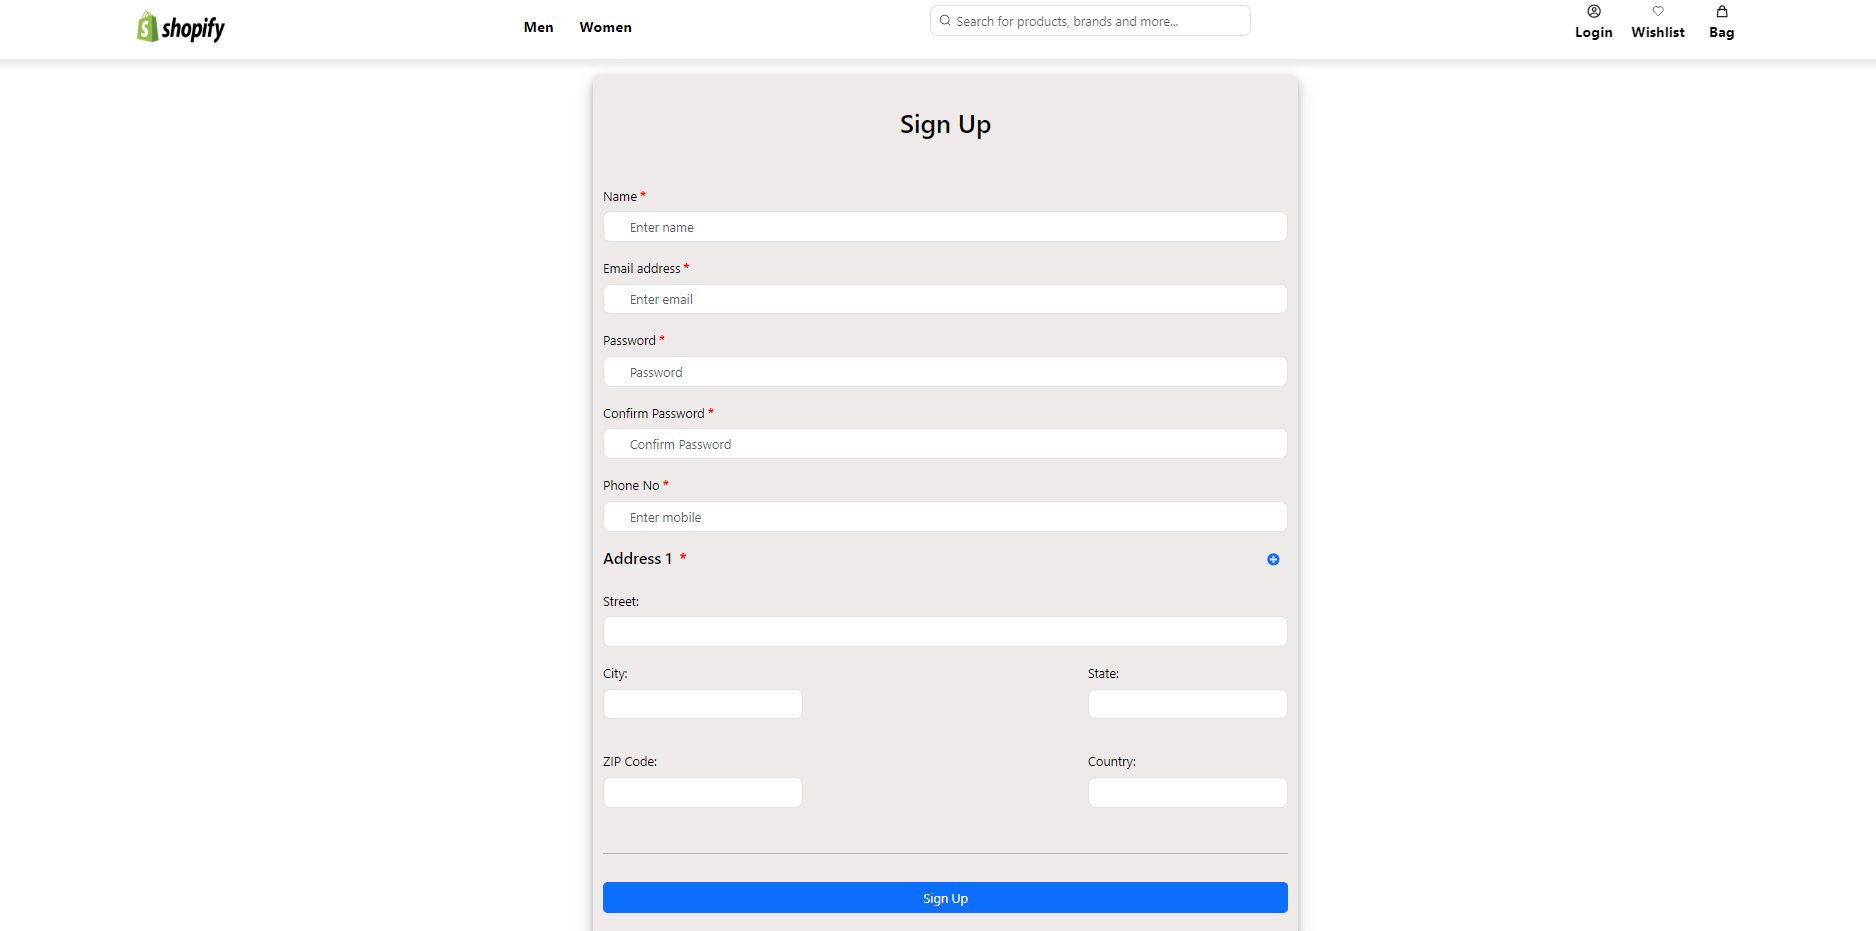 shopify
Men Women
Search for products, brands and more...
Login Wishlist Bag
Sign Up
Name *
Enter name
Email address *
Enter email
Password *
Password
Confirm Password *
Confirm Password
Phone No *
Enter mobile
Address 1 *
Street:
City: State:
ZIP Code: Country:
Sign Up